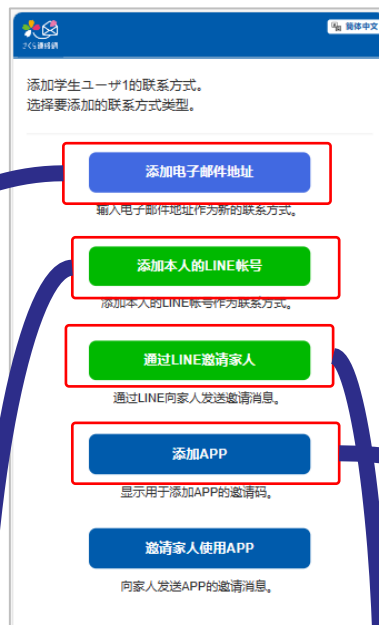 さくら連絡網
简体中文
添加学生ユーザ1的联系方式。
选择要添加的联系方式类型。
添加电子邮件地址
输入电子邮件地址作为新的联系方式。
添加本人的LINE帐号
添加本人的LINE帐号作为联系方式。
通过LINE邀请家人
通过LINE向家人发送邀请消息。
添加APP
显示用于添加APP的邀请码。
邀请家人使用APP
向家人发送APP的邀请消息。